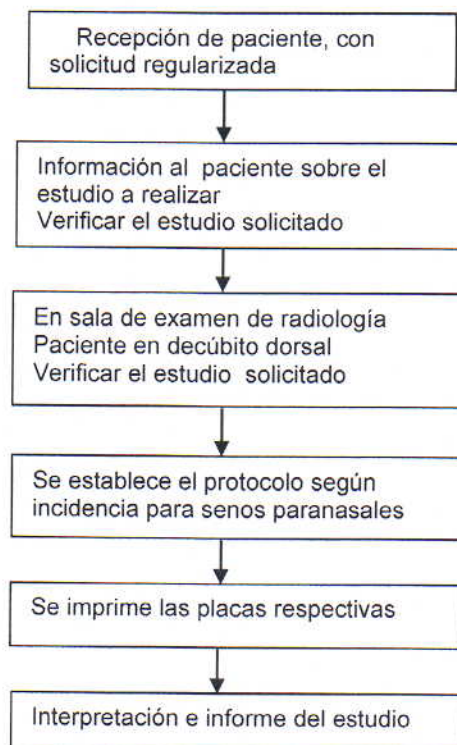 Recepción de paciente, con
solicitud regularizada
Información al paciente sobre el
estudio a realizar
Verificar el estudio solicitado
En sala de examen de radiología
Paciente en decúbito dorsal
Verificar el estudio solicitado
Se establece el protocolo según
incidencia para senos paranasales
Se imprime las placas respectivas
Interpretación e informe del estudio